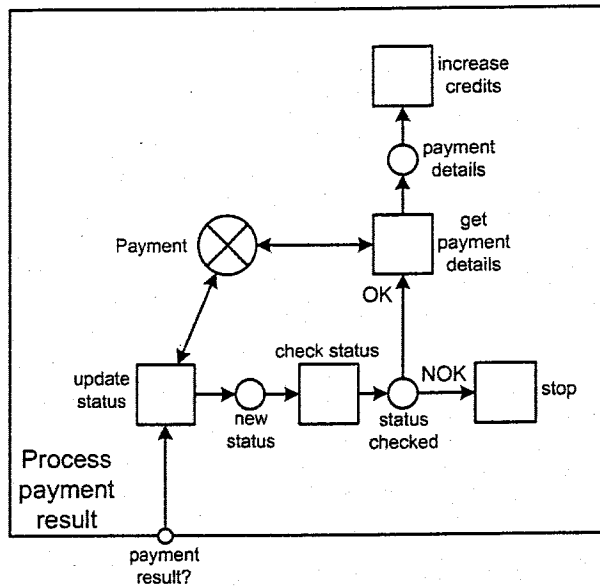 increase
credits
payment
details
Payment
get
payment
details
OK
check status
update
status
new
status
status
checked
NOK
stop
Process
payment
result
payment
result?